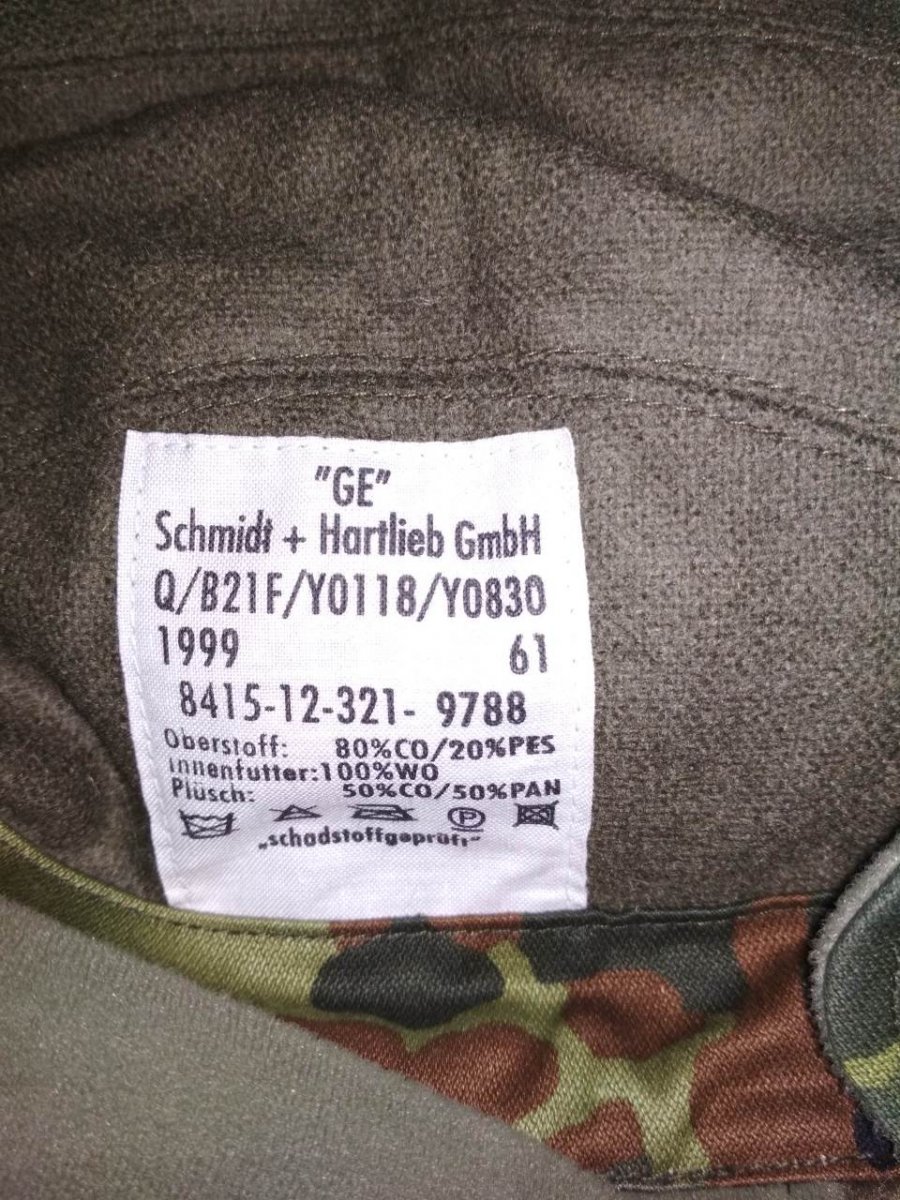 "GE"
Schmidt + Hartlieb GmbH
Q/B21F/Y0118/Y0830
1999 61
8415-12-321- 9788
Oberstoff: 80%CO/20%PES
Innenfutter:100%WO
Plüsch: 50%CO/50%PAN
P
„schadstoffgeprüft"